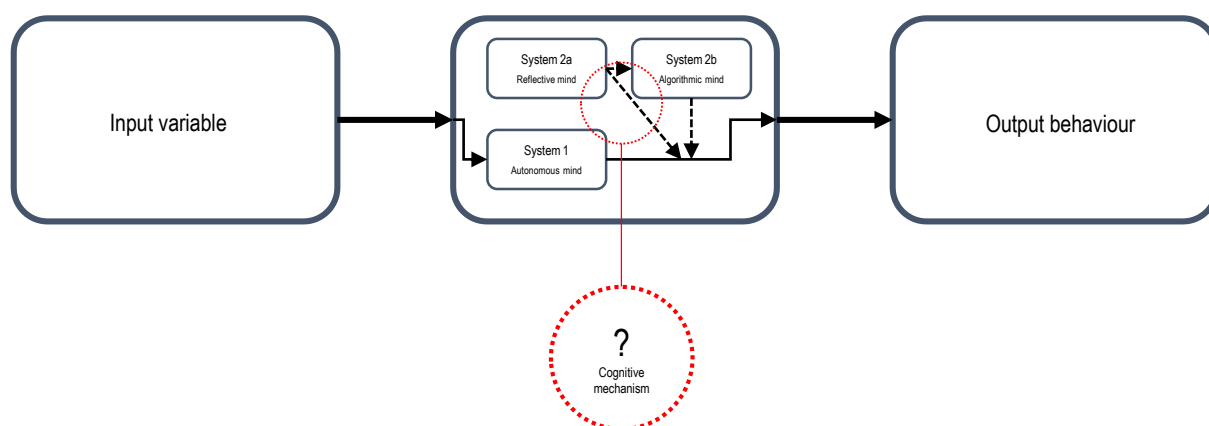 Input variable
System 2a
Reflective mind
System 2b
Algorithmic mind
System 1
Autonomous mind
Output behaviour
?
Cognitive
mechanism